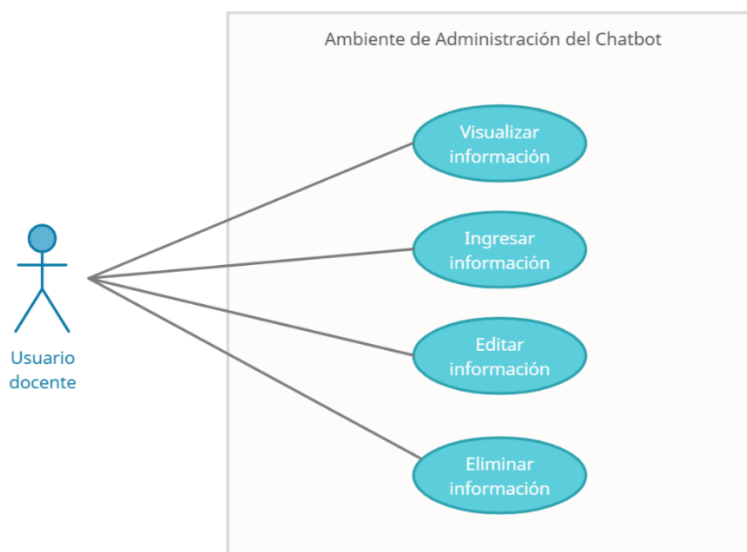 Ambiente de Administración del Chatbot
Visualizar
información
Ingresar
información
Editar
información
Eliminar
información
Usuario
docente